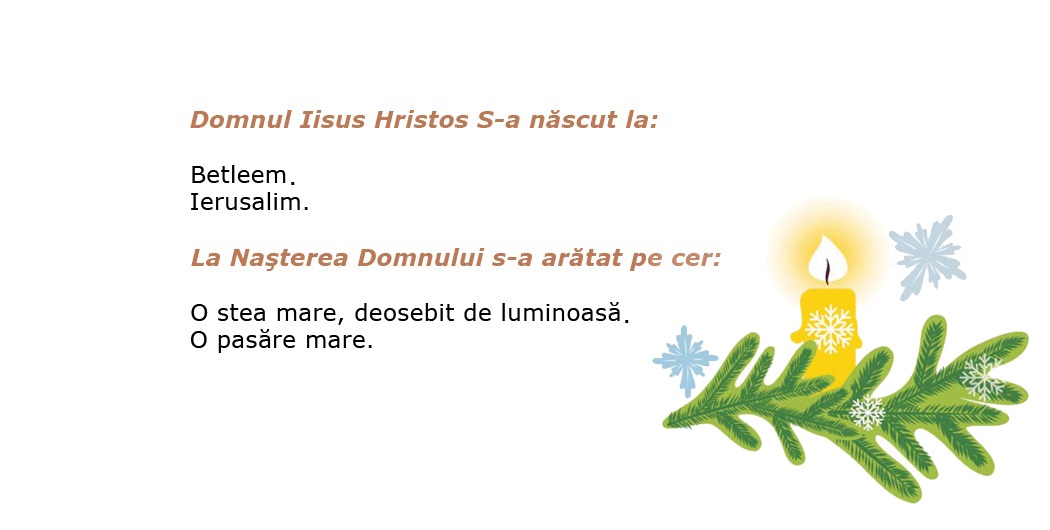 Domnul Iisus Hristos S-a născut la:
Betleem.
Ierusalim.
La Naşterea Domnului s-a arătat pe cer:
O stea mare, deosebit de luminoasă.
O pasăre mare.